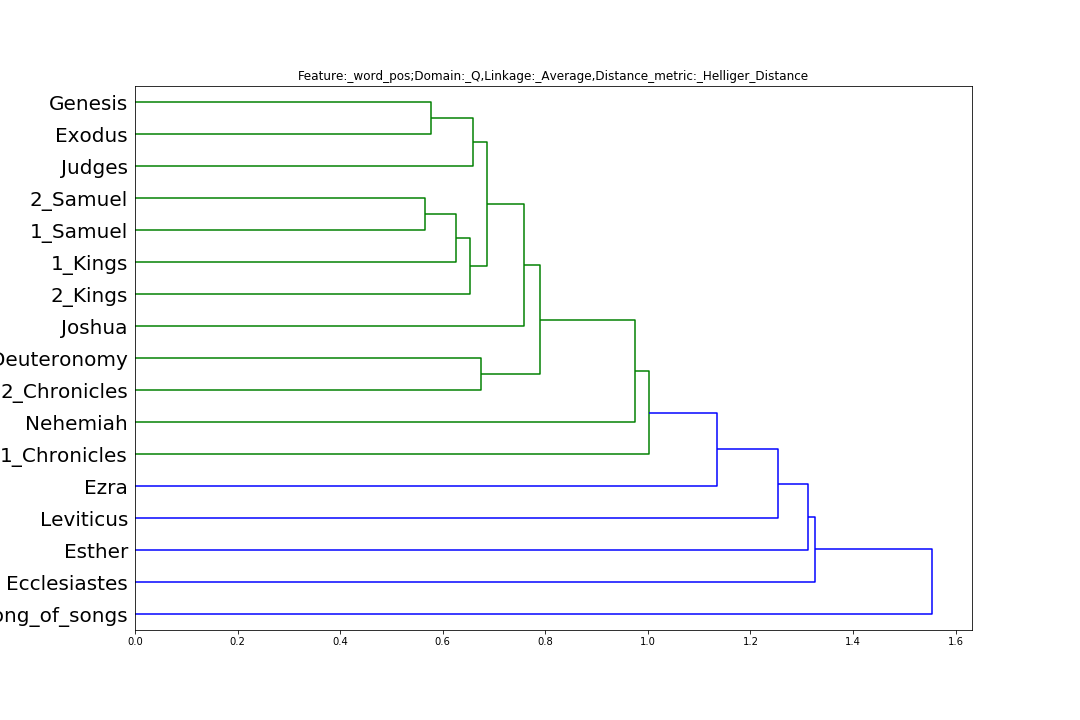 Feature:_word_pos;Domain:_Q,Linkage:_Average,Distance_metric:_Helliger_Distance
Genesis
Exodus
Judges
2_Samuel
1_Samuel
1_Kings
2_Kings
Joshua
Deuteronomy
2_Chronicles
Nehemiah
1_Chronicles
Ezra
Leviticus
Esther
Ecclesiastes
ong_of_songs
0.0 0.2 0.4 0.6 0.8 1.0 1.2 1.4 1.6